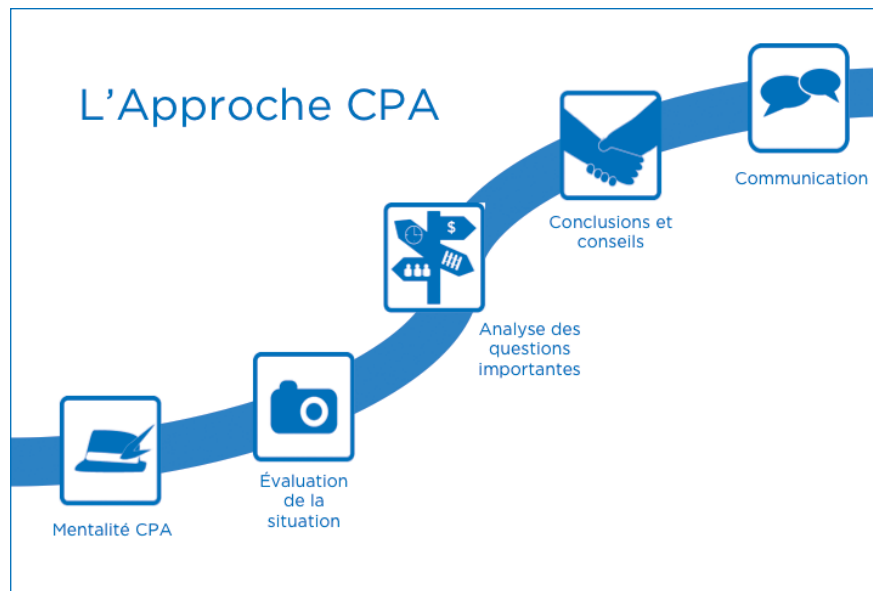 L'Approche CPA
Communication
Conclusions et
conseils
$
Analyse des
questions
importantes
Évaluation
de la
situation
Mentalité CPA